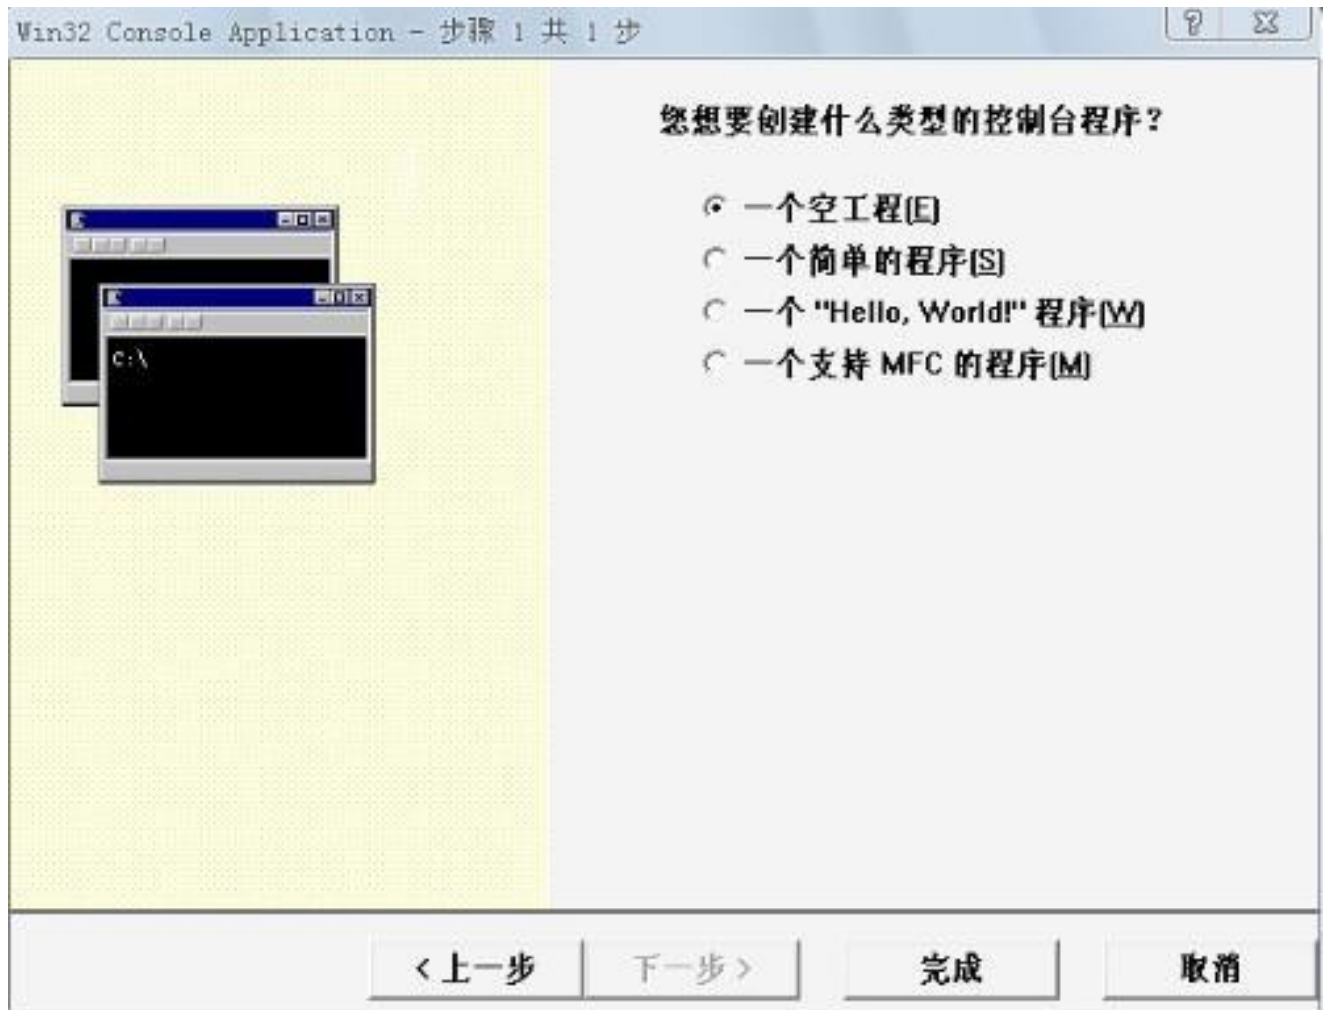 Win32 Console Application - 步骤 1 共 1 步
您想要创建什么类型的控制台程序?
一个空工程(E)
一个简单的程序(S)
一个 "Hello, World!" 程序(W)
一个支持 MFC 的程序(M)
C:\
< 上一步
下一步 >
完成
取消